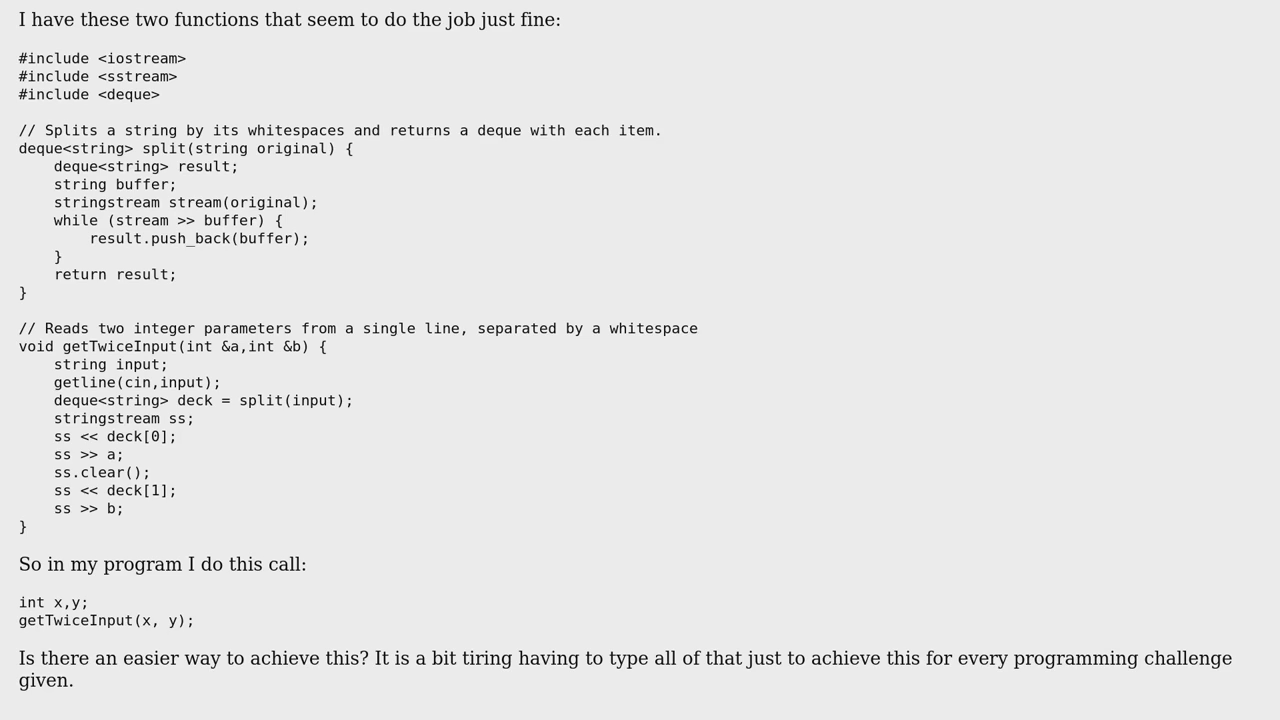 I have these two functions that seem to do the job just fine:
#include <iostream>
#include <sstream>
#include <deque>
// Splits a string by its whitespaces and returns a deque with each item.
deque<string> split(string original) {
    deque<string> result;
    string buffer;
    stringstream stream(original);
    while (stream >> buffer) {
        result.push_back(buffer);
    }
    return result;
}
// Reads two integer parameters from a single line, separated by a whitespace
void getTwiceInput(int &a,int &b) {
    string input;
    getline(cin,input);
    deque<string> deck = split(input);
    stringstream ss;
    ss << deck[0];
    ss >> a;
    ss.clear();
    ss << deck[1];
    ss >> b;
}
So in my program I do this call:
int x,y;
getTwiceInput(x, y);
Is there an easier way to achieve this? It is a bit tiring having to type all of that just to achieve this for every programming challenge
given.